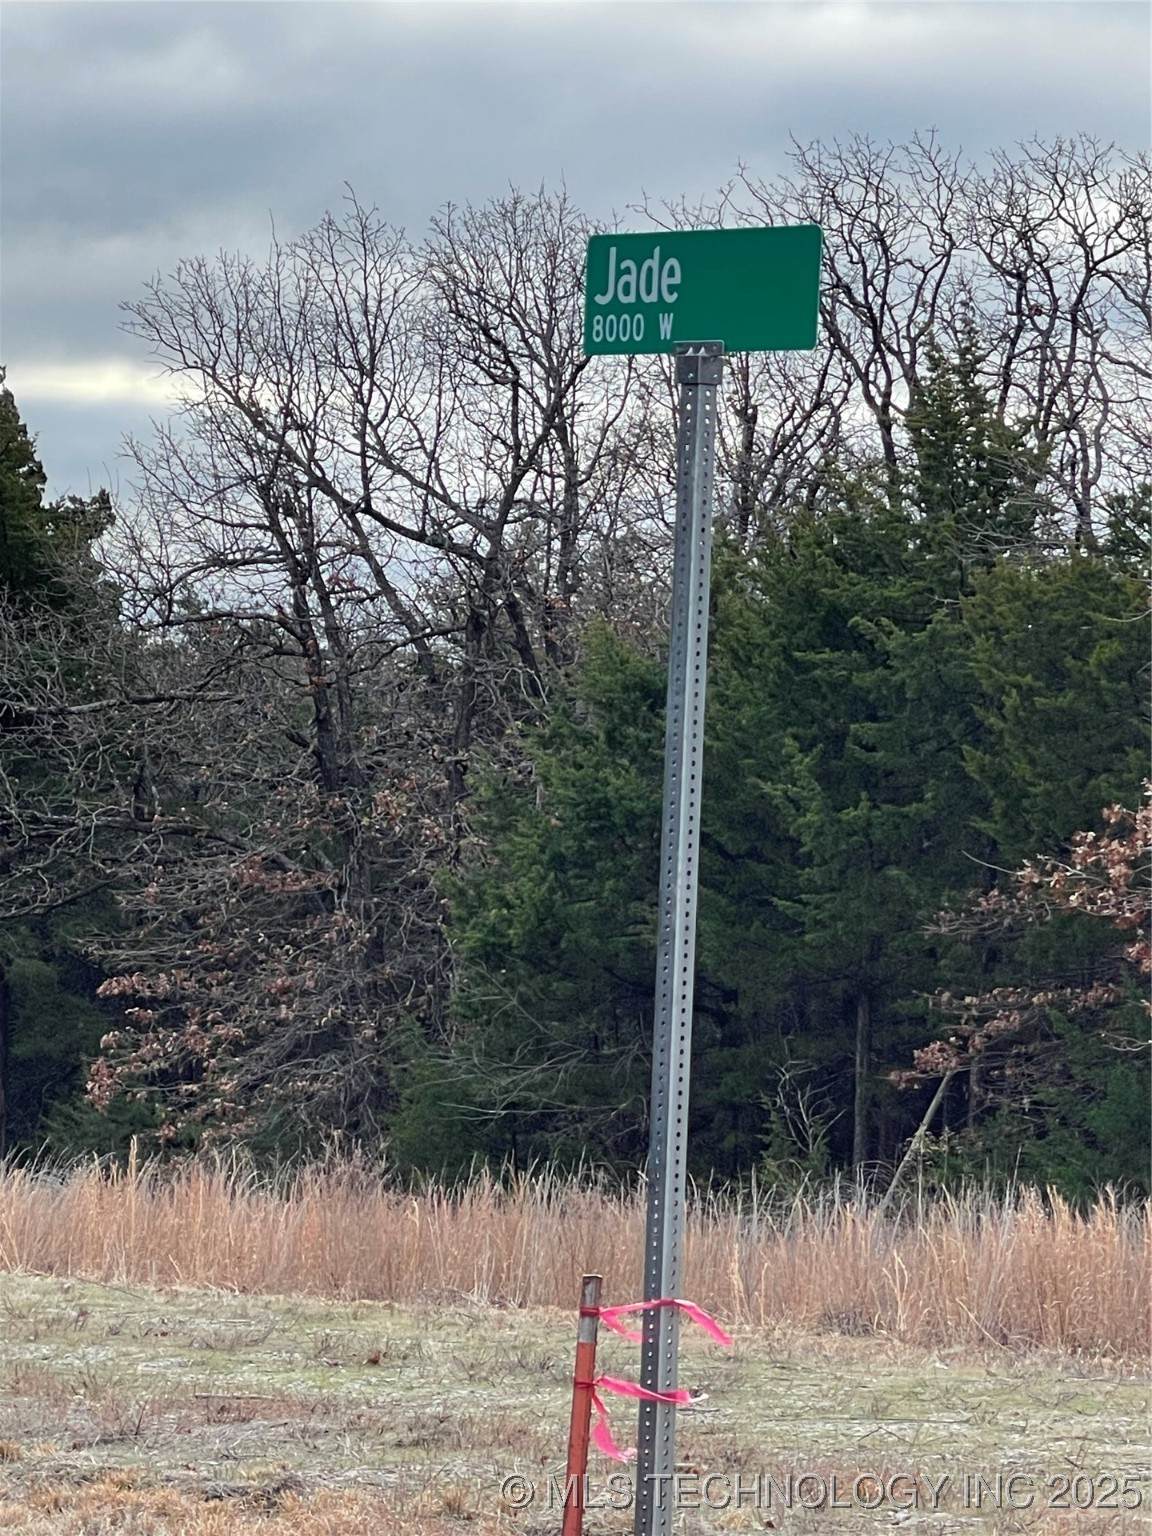 Jade
8000 W
© MLS TECHNOLOGY INC 2025